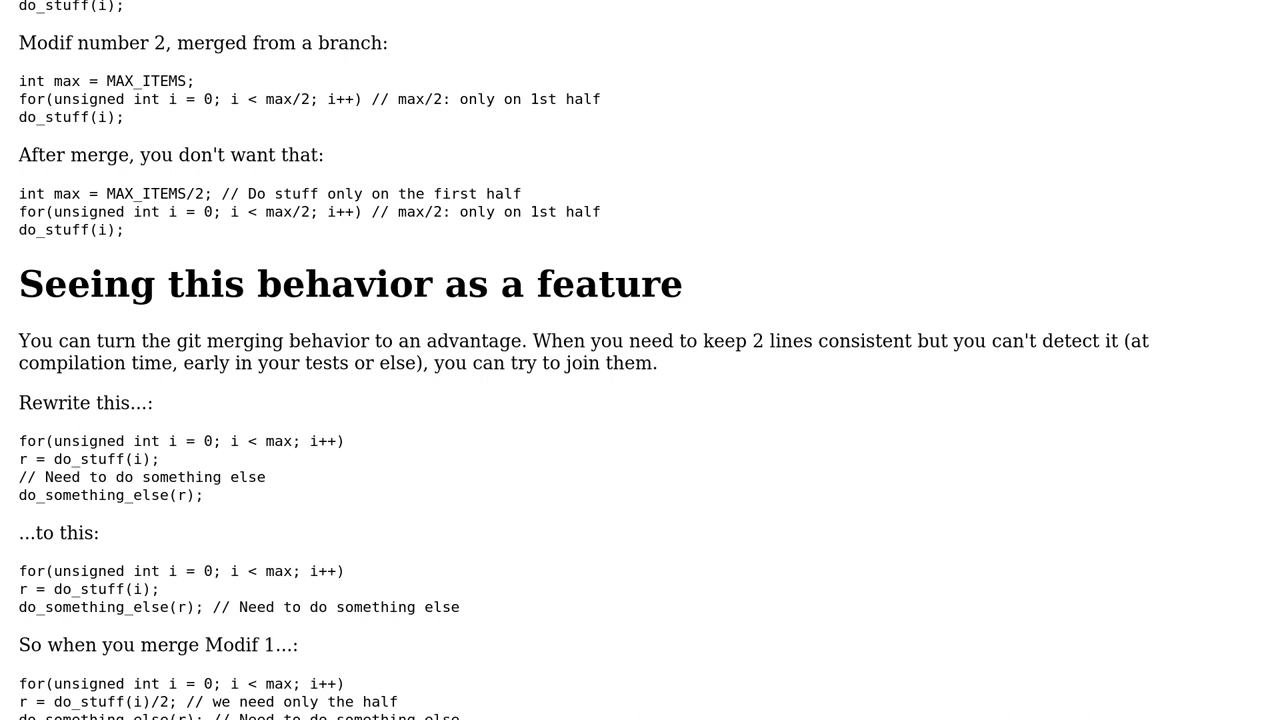 do_stuff(i);
Modif number 2, merged from a branch:
int max = MAX_ITEMS;
for(unsigned int i = 0; i < max/2; i++) // max/2: only on 1st half
do_stuff(i);
After merge, you don't want that:
int max = MAX_ITEMS/2; // Do stuff only on the first half
for(unsigned int i = 0; i < max/2; i++) // max/2: only on 1st half
do_stuff(i);
Seeing this behavior as a feature
You can turn the git merging behavior to an advantage. When you need to keep 2 lines consistent but you can't detect it (at
compilation time, early in your tests or else), you can try to join them.
Rewrite this...:
for(unsigned int i = 0; i < max; i++)
r = do_stuff(i);
// Need to do something else
do_something_else(r);
...to this:
for(unsigned int i = 0; i < max; i++)
r = do_stuff(i);
do_something_else(r); // Need to do something else
So when you merge Modif 1...:
for(unsigned int i = 0; i < max; i++)
r = do_stuff(i)/2; // we need only the half
do_something_else(r); // Need to do something else